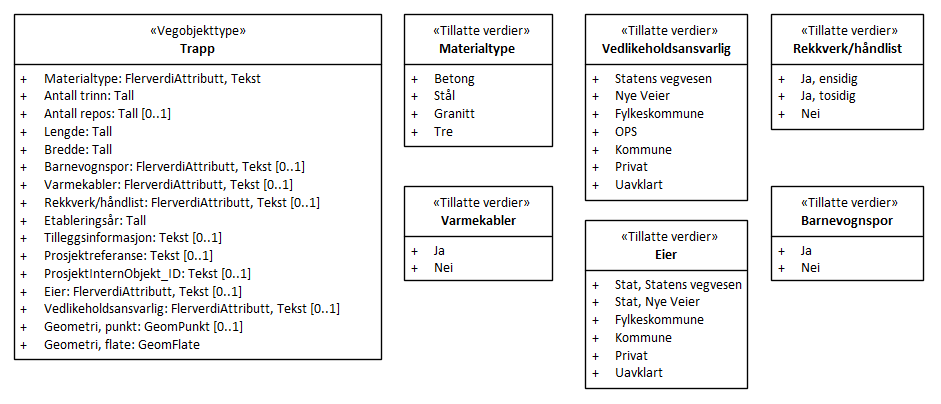 «Vegobjekttype»
Trapp
+ Materialtype: FlerverdiAttributt, Tekst
+ Antall trinn: Tall
+ Antall repos: Tall [0..1]
+ Lengde: Tall
+ Bredde: Tall
+ Barnevognspor: FlerverdiAttributt, Tekst [0..1]
+ Varmekabler: FlerverdiAttributt, Tekst [0..1]
+ Rekkverk/håndlist: FlerverdiAttributt, Tekst [0..1]
+ Etableringsår: Tall
+ Tilleggsinformasjon: Tekst [0..1]
+ Prosjektreferanse: Tekst [0..1]
+ ProsjektInternObjekt_ID: Tekst [0..1]
+ Eier: FlerverdiAttributt, Tekst [0..1]
+ Vedlikeholdsansvarlig: FlerverdiAttributt, Tekst [0..1]
+ Geometri, punkt: GeomPunkt [0..1]
+ Geometri, flate: GeomFlate
«Tillatte verdier»
Materialtype
+ Betong
+ Stål
+ Granitt
+ Tre
«Tillatte verdier»
Varmekabler
+ Ja
+ Nei
«Tillatte verdier»
Vedlikeholdsansvarlig
+ Statens vegvesen
+ Nye Veier
+ Fylkeskommune
+ OPS
+ Kommune
+ Privat
+ Uavklart
«Tillatte verdier»
Eier
+ Stat, Statens vegvesen
+ Stat, Nye Veier
+ Fylkeskommune
+ Kommune
+ Privat
+ Uavklart
«Tillatte verdier»
Rekkverk/håndlist
+ Ja, ensidig
+ Ja, tosidig
+ Nei
«Tillatte verdier»
Barnevognspor
+ Ja
+ Nei